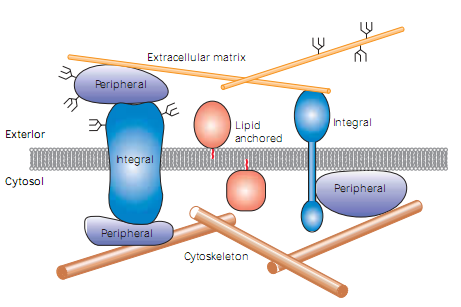 Extracellular matrix
Peripheral
Integral
Lipid
anchored
Exterior
Integral
Cytosol
Peripheral
Peripheral
Cytoskeleton